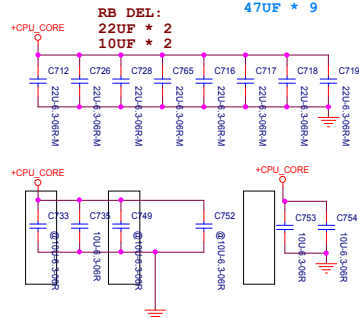 47UF * 9
RB DEL:
22UF * 2
10UF * 2
+CPU_CORE
C712
C726
C728
C765
C716
C717
C718
C719
22U-6.3-06R-M
22U-6.3-06R-M
22U-6.3-06R-M
22U-6.3-06R-M
22U-6.3-06R-M
22U-6.3-06R-M
22U-6.3-06R-M
22U-6.3-06R-M
+CPU_CORE
+CPU_CORE
C733
C735
C749
C752
C753
C754
@10U-6.3-06R
10U-6.3-06R
@10U-6.3-06R
@10U-6.3-06R
10U-6.3-06R
10U-6.3-06R